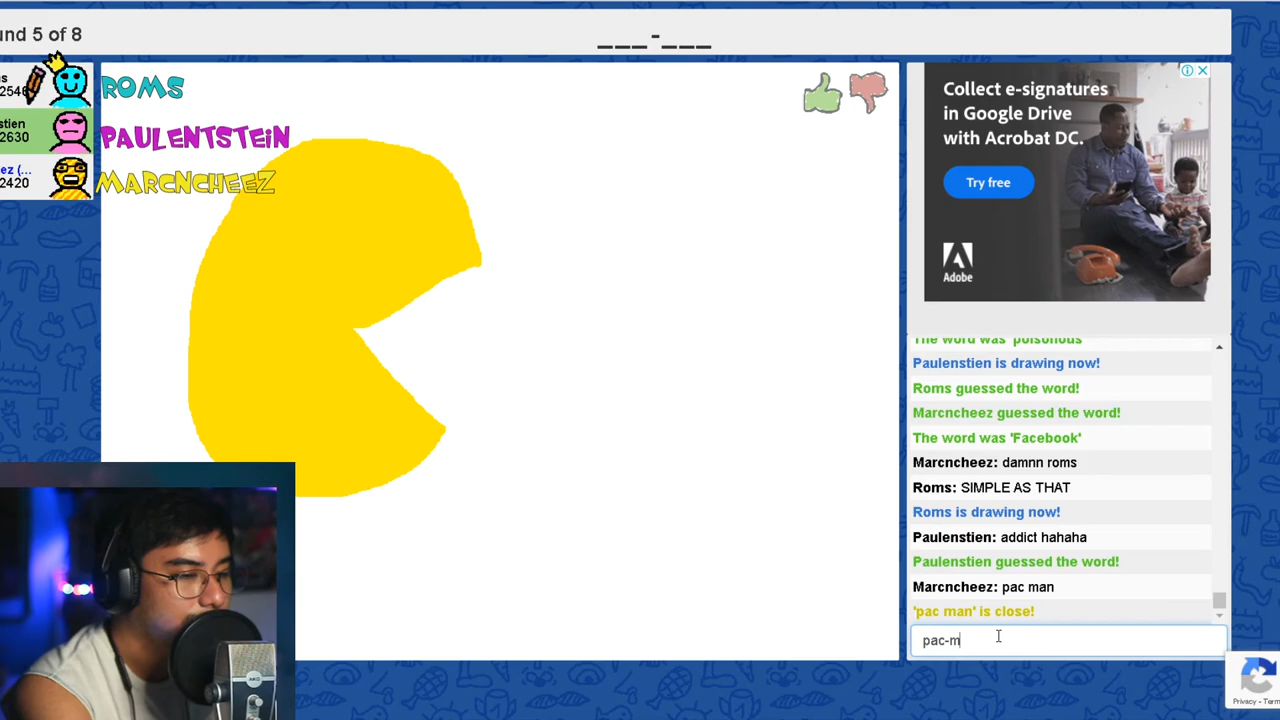 und 5 of 8
___-___
s
2546
stien
2630
ez (...
2420
ROMS
PAULENTSTEIN
MARCNCHEEZ
Collect e-signatures
in Google Drive
with Acrobat DC.
Try free
Adobe
The word was 'poisonous'
Paulenstien is drawing now!
Roms guessed the word!
Marcncheez guessed the word!
The word was 'Facebook'
Marcncheez: damnn roms
Roms: SIMPLE AS THAT
Roms is drawing now!
Paulenstien: addict hahaha
Paulenstien guessed the word!
Marcncheez: pac man
'pac man' is close!
pac-m
Privacy - Term